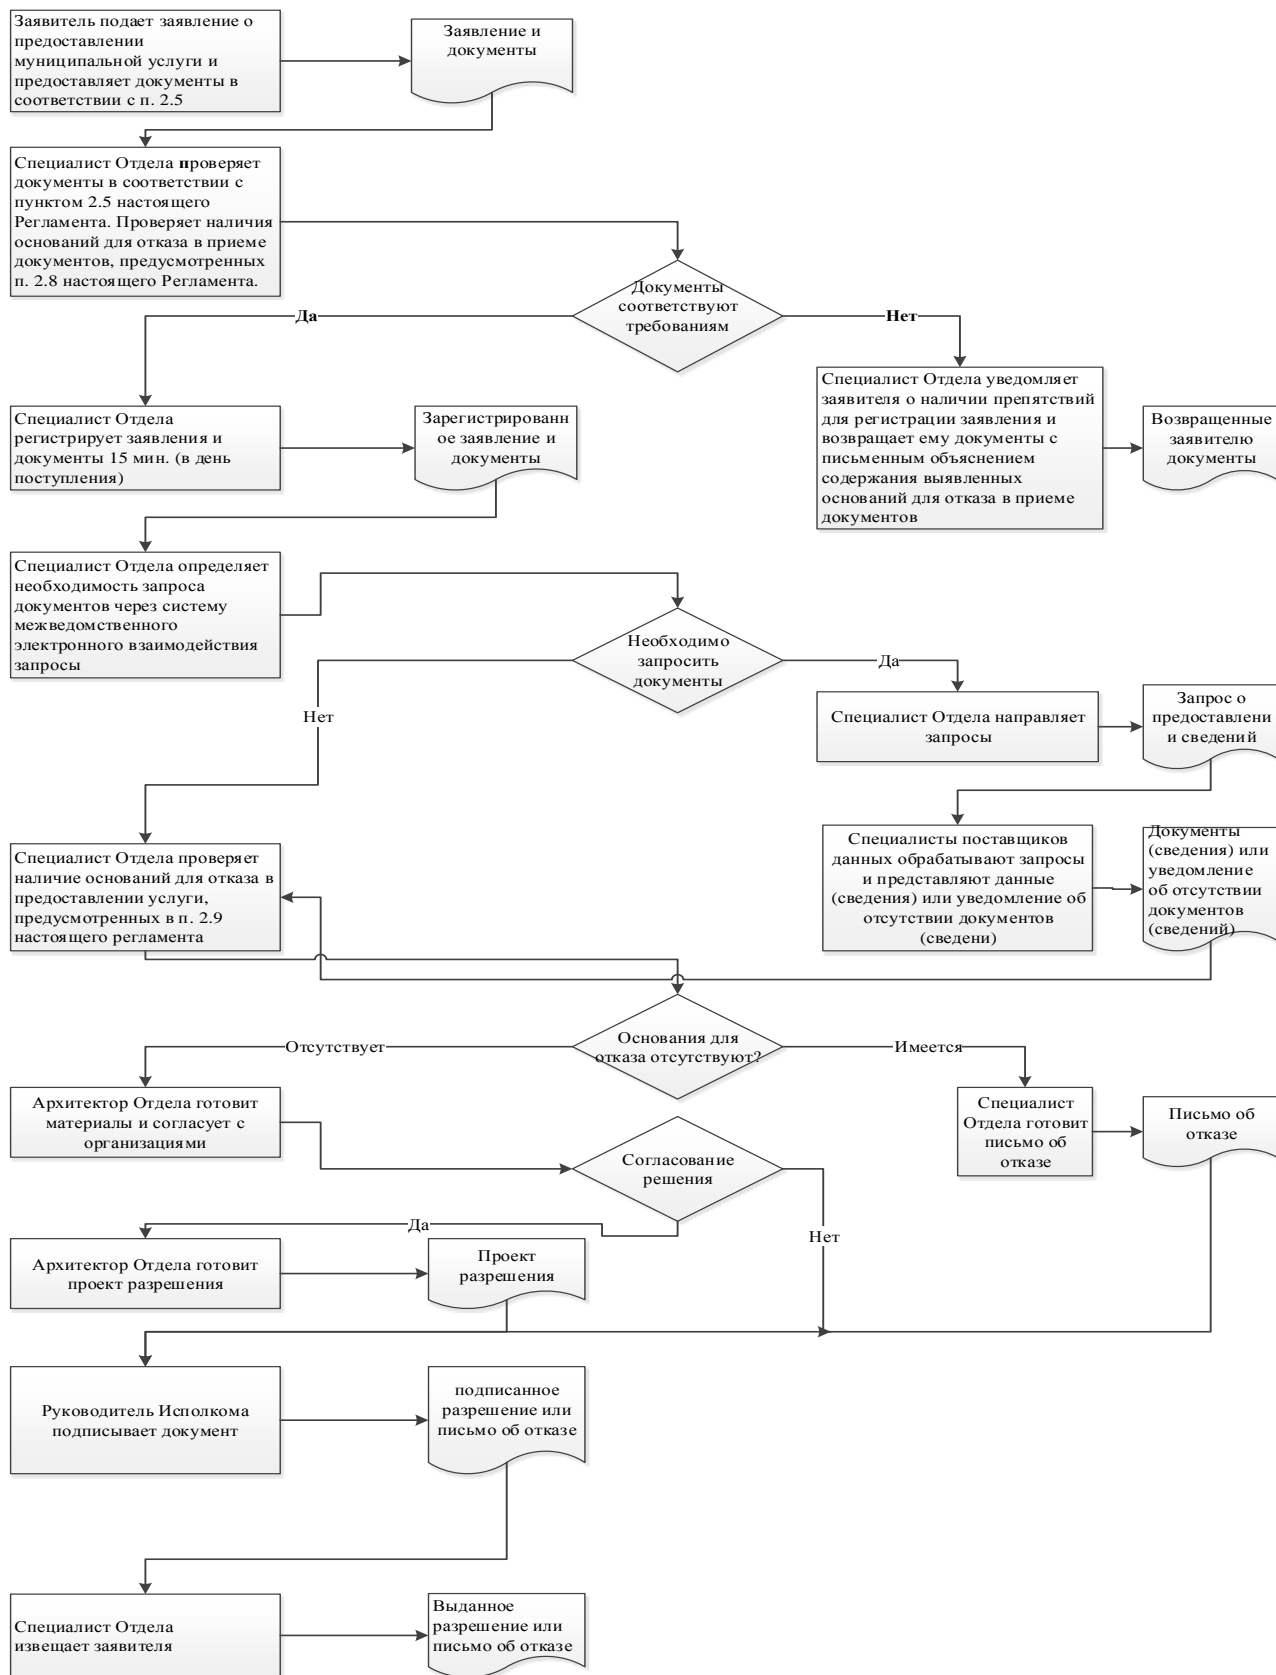 Заявитель подает заявление о
предоставлении
муниципальной услуги и
предоставляет документы в
соответствии с п. 2.5
Заявление и
документы
Специалист Отдела проверяет
документы в соответствии с
пунктом 2.5 настоящего
Регламента. Проверяет наличия
оснований для отказа в приеме
документов, предусмотренных
п. 2.8 настоящего Регламента.
Документы
соответствуют
требованиям
Да
Нет
Специалист Отдела
регистрирует заявления и
документы 15 мин. (в день
поступления)
Зарегистрированн
ое заявление и
документы
Специалист Отдела уведомляет
заявителя о наличии препятствий
для регистрации заявления и
возвращает ему документы с
письменным объяснением
содержания выявленных
оснований для отказа в приеме
документов
Возвращенные
заявителю
документы
Специалист Отдела определяет
необходимость запроса
документов через систему
межведомственного
электронного взаимодействия
запросы
Необходимо
запросить
документы
Да
Нет
Специалист Отдела направляет
запросы
Запрос о
предоставлени
и сведений
Специалисты поставщиков
данных обрабатывают запросы
и представляют данные
(сведения) или уведомление об
отсутствии документов
(сведени)
Документы
(сведения) или
уведомление
об отсутствии
документов
(сведений)
Специалист Отдела проверяет
наличие оснований для отказа в
предоставлении услуги,
предусмотренных в п. 2.9
настоящего регламента
Основания для
отказа отсутствуют?
Отсутствует
Имеется
Архитектор Отдела готовит
материалы и согласует с
организациями
Специалист
Отдела готовит
письмо об
отказе
Письмо об
отказе
Согласование
решения
Да
Нет
Архитектор Отдела готовит
проект разрешения
Проект
разрешения
Руководитель Исполкома
подписывает документ
подписанное
разрешение или
письмо об отказе
Специалист Отдела
извещает заявителя
Выданное
разрешение или
письмо об отказе